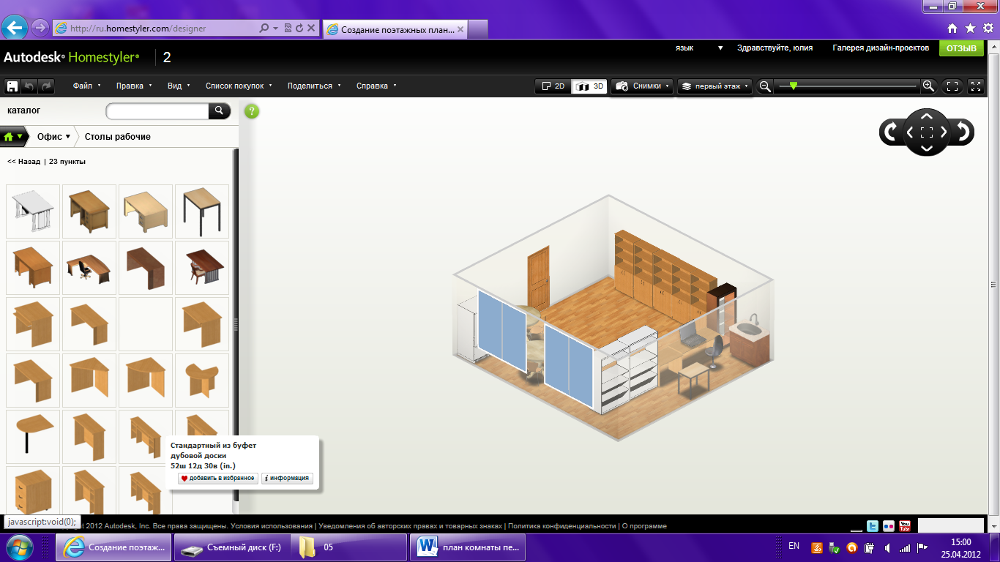 http://ru.homestyler.com/designer
Создание поэтажных план...
Autodesk® Homestyler® 2
язык
Здравствуйте, юлия
Галерея дизайн-проектов
ОТЗЫВ
Файл
Правка
Вид
Список покупок
Поделиться
Справка
2D
3D
Снимки
первый этаж
каталог
?
Офис
Столы рабочие
<< Назад | 23 пункты
Стандартный из буфет
дубовой доски
52ш 12д 30в (in.)
добавить в избранное
i информация
javascript:void(0);
2012 Autodesk, Inc. Все права защищены. Условия использования | Уведомления об авторских правах и товарных знаках | Политика конфиденциальности | О программе
You
Tube
Создание поэтаж...
Съемный диск (F:)
05
план комнаты пе...
EN
15:00
25.04.2012